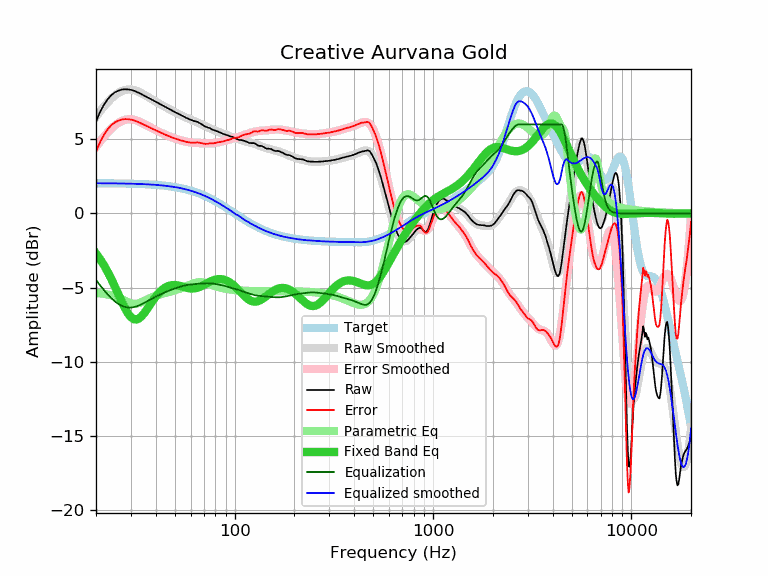 Creative Aurvana Gold
Amplitude (dBr)
5
0
−5
−10
−15
−20
100
1000
10000
Frequency (Hz)
Target
Raw Smoothed
Error Smoothed
Raw
Error
Parametric Eq
Fixed Band Eq
Equalization
Equalized smoothed